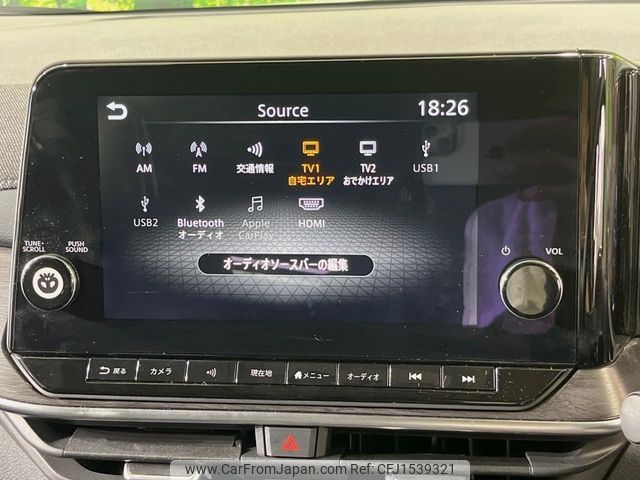 Source
18:26
AM
FM
交通情報
TV1
自宅エリア
TV2
おでかけエリア
USB1
USB2
Bluetooth
オーディオ
Apple
CarPlay
HDMI
オーディオソースバーの編集
TUNE·
SCROLL
PUSH
SOUND
VOL
戻る
カメラ
現在地
メニュー
オーディオ
www.CarFromJapan.com Ref No: CFJ1539321